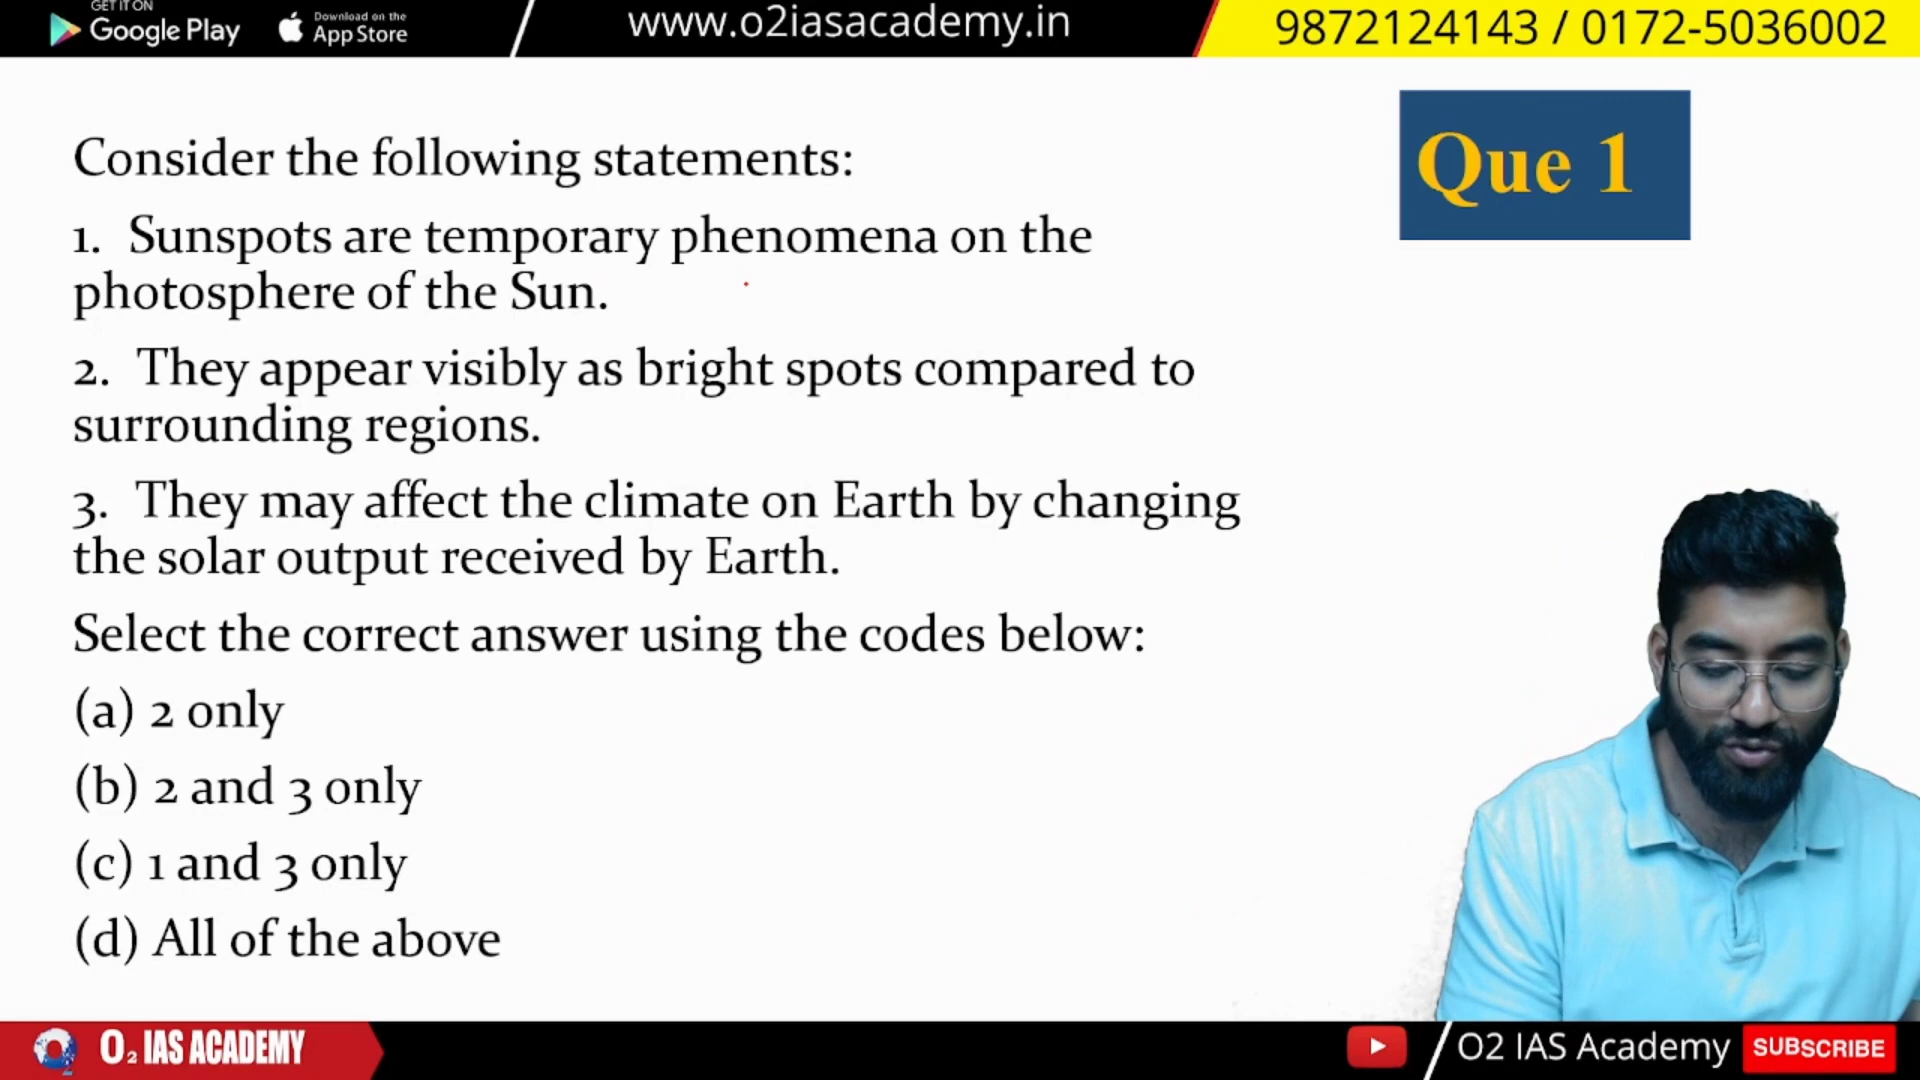 GET IT ON
Google Play
Download on the
App Store
www.o2iasacademy.in
9872124143 / 0172-5036002
Que 1
Consider the following statements:
1. Sunspots are temporary phenomena on the
photosphere of the Sun.
2. They appear visibly as bright spots compared to
surrounding regions.
3. They may affect the climate on Earth by changing
the solar output received by Earth.
Select the correct answer using the codes below:
(a) 2 only
(b) 2 and 3 only
(c) 1 and 3 only
(d) All of the above
O2 IAS ACADEMY
O2 IAS Academy
SUBSCRIBE